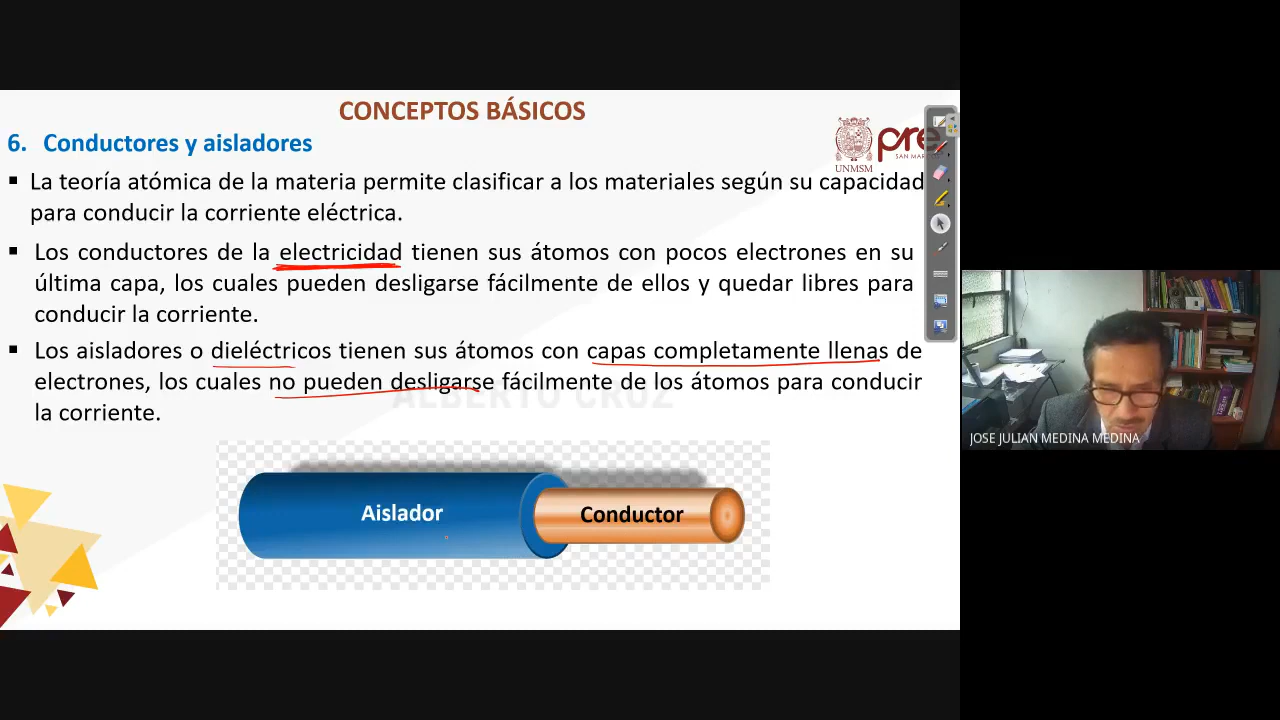 CONCEPTOS BÁSICOS
6. Conductores y aisladores
UNMSM
pre
SAN MAR
▪ La teoría atómica de la materia permite clasificar a los materiales según su capacidad
para conducir la corriente eléctrica.
▪ Los conductores de la electricidad tienen sus átomos con pocos electrones en su
última capa, los cuales pueden desligarse fácilmente de ellos y quedar libres para
conducir la corriente.
▪ Los aisladores o dieléctricos tienen sus átomos con capas completamente llenas de
electrones, los cuales no pueden desligarse fácilmente de los átomos para conducir
la corriente.
ALBERTO CRUZ
Aislador
Conductor
JOSE JULIAN MEDINA MEDINA